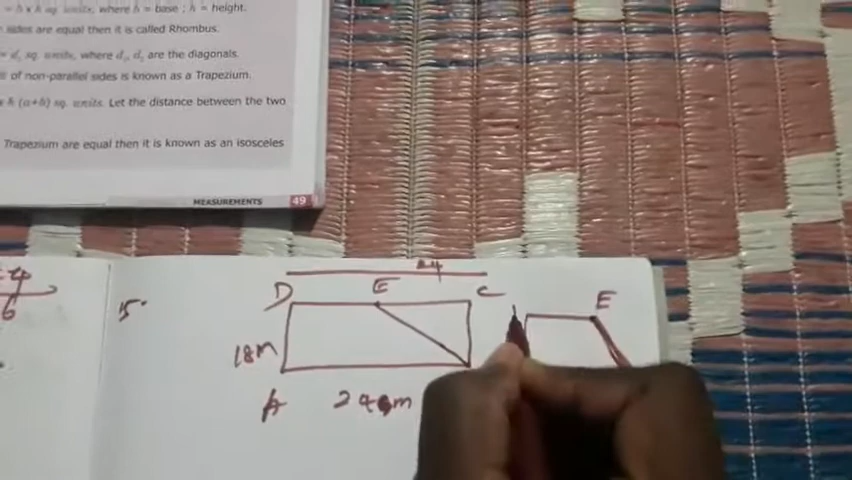 = b x h sq. units, where b = base ; h = height.
sides are equal then it is called Rhombus.
= d, sq. units, where d₁, d₂ are the diagonals.
of non-parallel sides is known as a Trapezium.
h (a+b) sq. units. Let the distance between the two
Trapezium are equal then it is known as an isosceles
MEASUREMENTS 49
6
15.
24
D E C
18m
A 24m
E